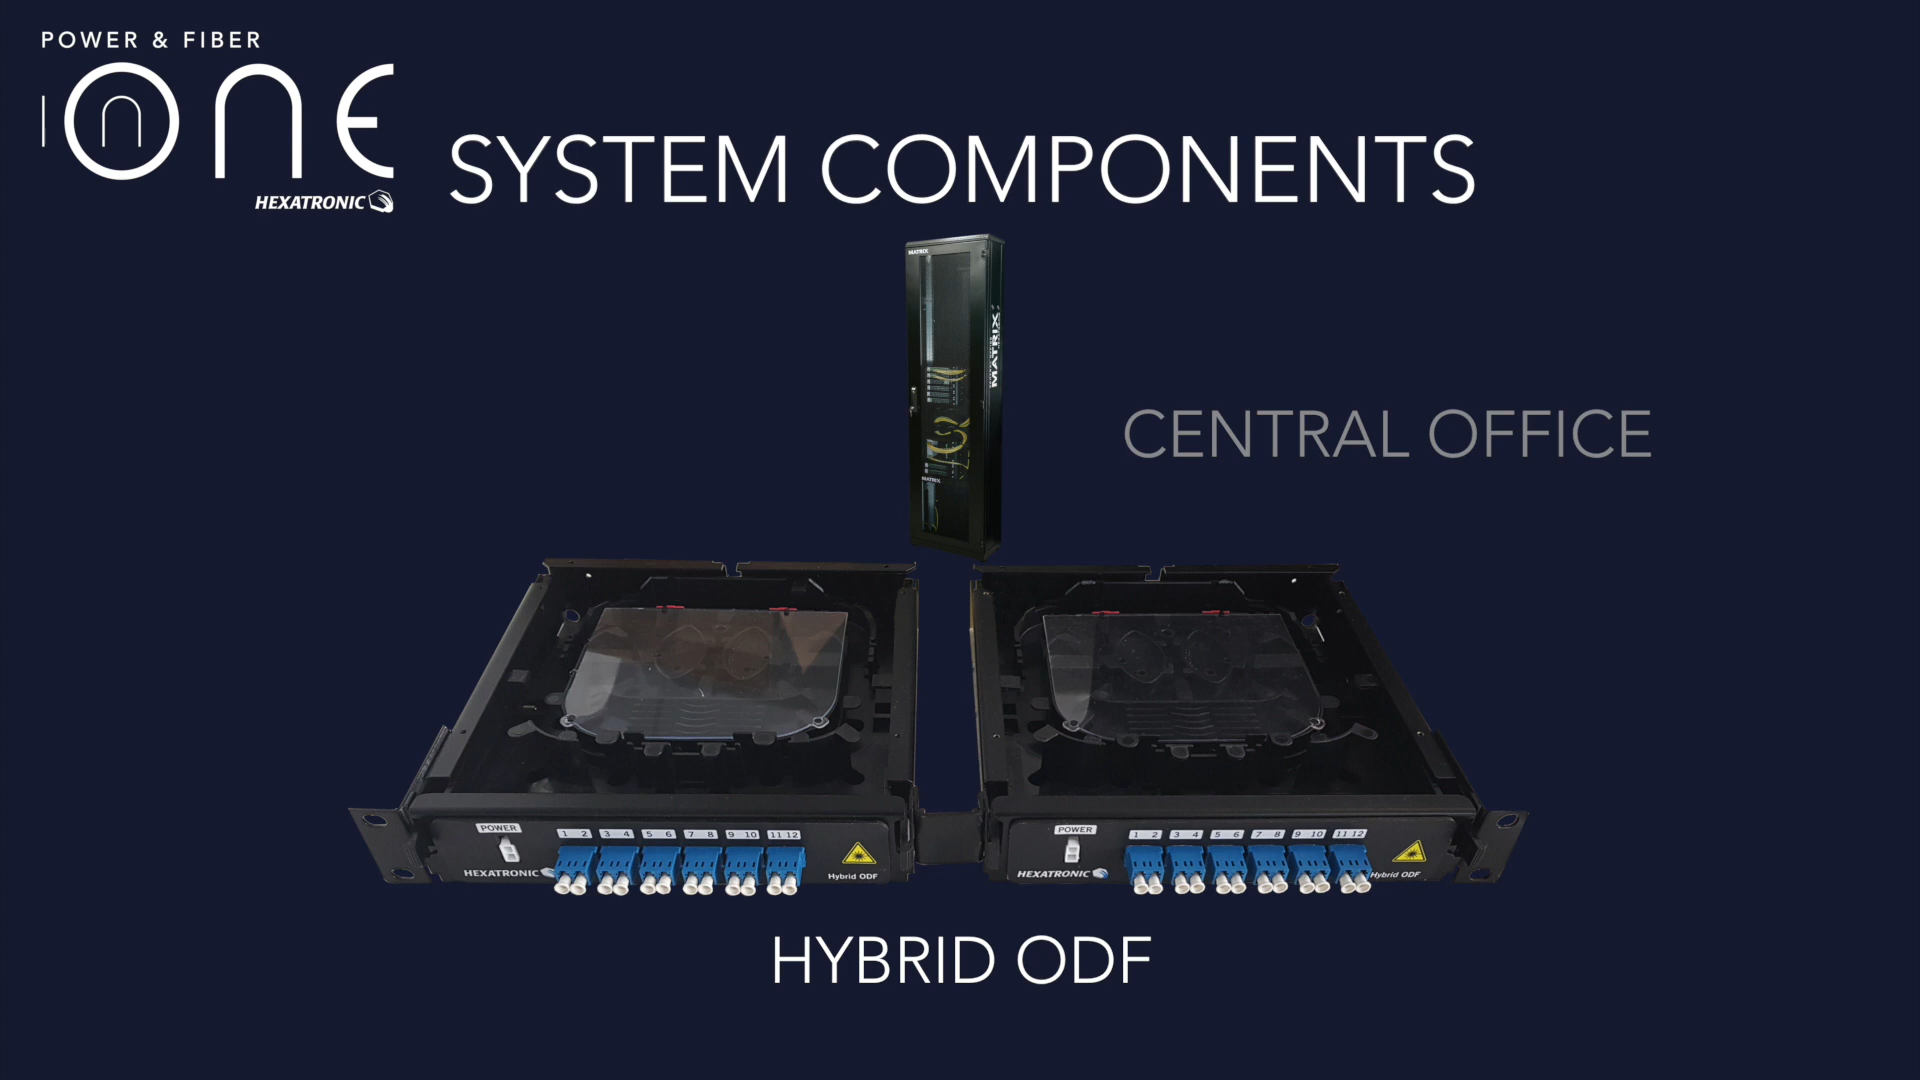 POWER & FIBER
InONE
HEXATRONIC
SYSTEM COMPONENTS
MATRIX
MATRIX
MATRIX
CENTRAL OFFICE
POWER
1 2 3 4 5 6 7 8 9 10 11 12
HEXATRONIC
Hybrid ODF
POWER
1 2 3 4 5 6 7 8 9 10 11 12
HEXATRONIC
Hybrid ODF
HYBRID ODF